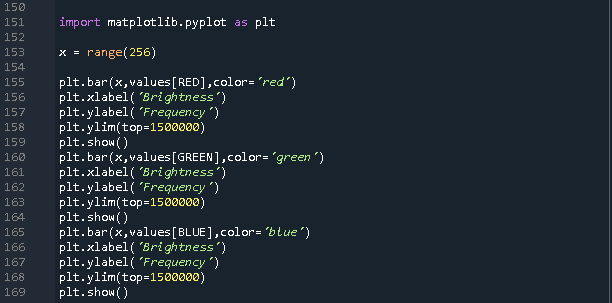 150
151 import matplotlib.pyplot as plt
152
153 x = range(256)
154
155 plt.bar(x,values[RED],color='red')
156 plt.xlabel('Brightness')
157 plt.ylabel('Frequency')
158 plt.ylim(top=1500000)
159 plt.show()
160 plt.bar(x,values[GREEN],color='green')
161 plt.xlabel('Brightness')
162 plt.ylabel('Frequency')
163 plt.ylim(top=1500000)
164 plt.show()
165 plt.bar(x,values[BLUE],color='blue')
166 plt.xlabel('Brightness')
167 plt.ylabel('Frequency')
168 plt.ylim(top=1500000)
169 plt.show()